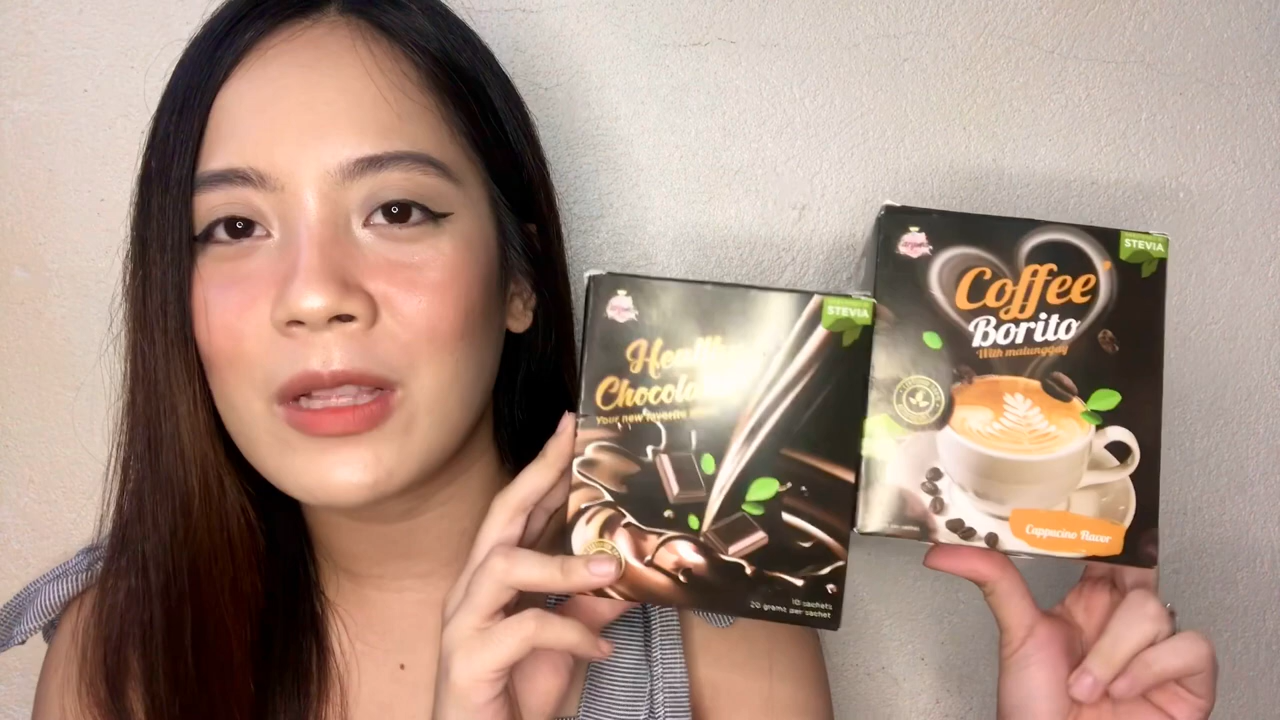 STEVIA
Chocola
Your new favorite
10 sachets
20 grams per sachet
STEVIA
Coffee
Borito
With malunggay
Cappucino Flavor